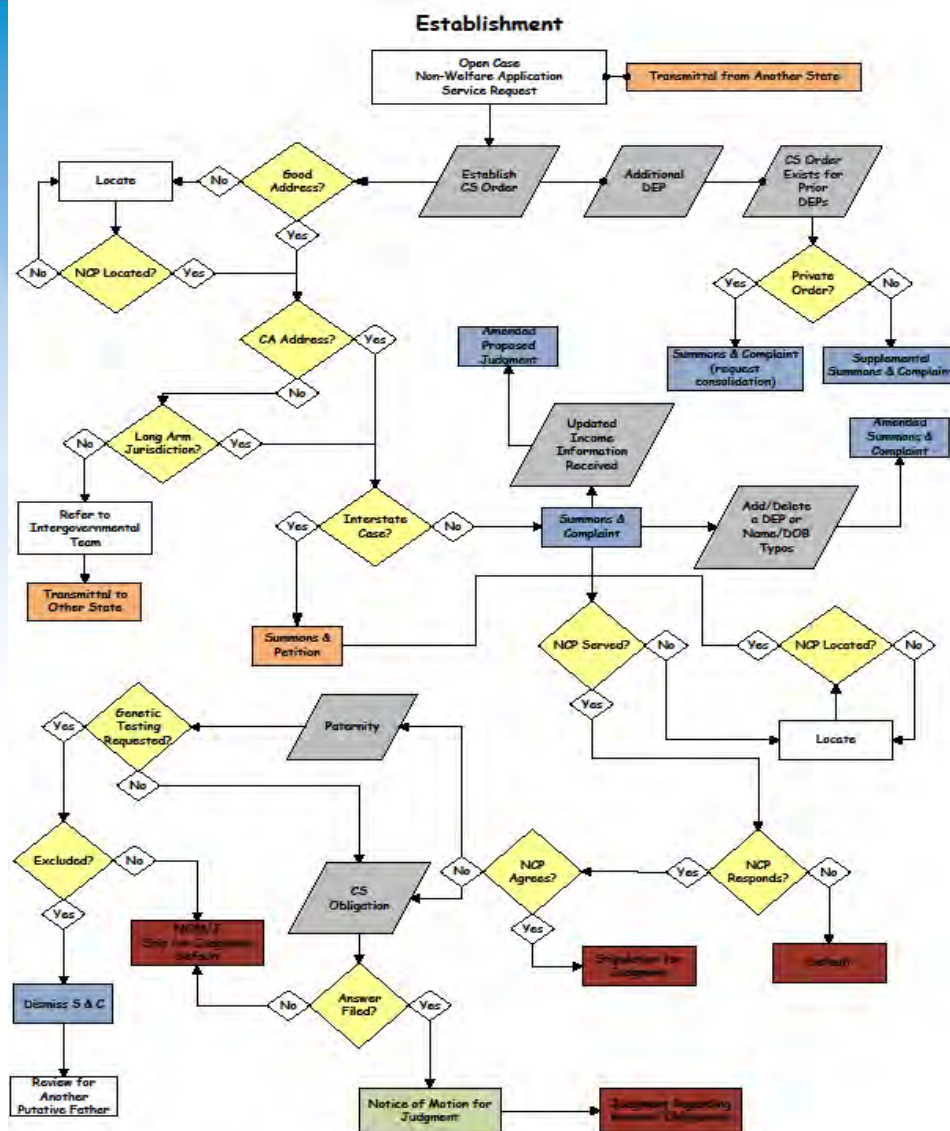 Establishment
Open Case
Non-Welfare Application
Service Request
Transmittal from Another State
Locate
No
Good
Address?
Establish
CS Order
Additional
DEP
CS Order
Exists for
Prior
DEPs
Yes
No
NCP Located?
Yes
Private
Order?
Yes
No
CA Address?
Yes
Amended
Proposed
Judgment
Summons & Complaint
(request
consolidation)
Supplemental
Summons & Complaint
No
No
Long Arm
Jurisdiction?
Yes
Updated
Income
Information
Received
Amended
Summons &
Complaint
Refer to
Intergovernmental
Team
Yes
Interstate
Case?
No
Summons &
Complaint
Add/Delete
a DEP or
Name/DOB
Typos
Transmittal to
Other State
Summons &
Petition
NCP Served?
No
Yes
NCP Located?
No
Yes
Locate
Yes
Genetic
Testing
Requested?
Paternity
No
Excluded?
No
CS
Obligation
No
NCP
Agrees?
Yes
NCP
Responds?
No
Yes
Yes
Stipulation for
Judgment
Default
Dismiss S & C
No
Answer
Filed?
Yes
Review for
Another
Putative Father
Notice of Motion for
Judgment
Judgment Regarding